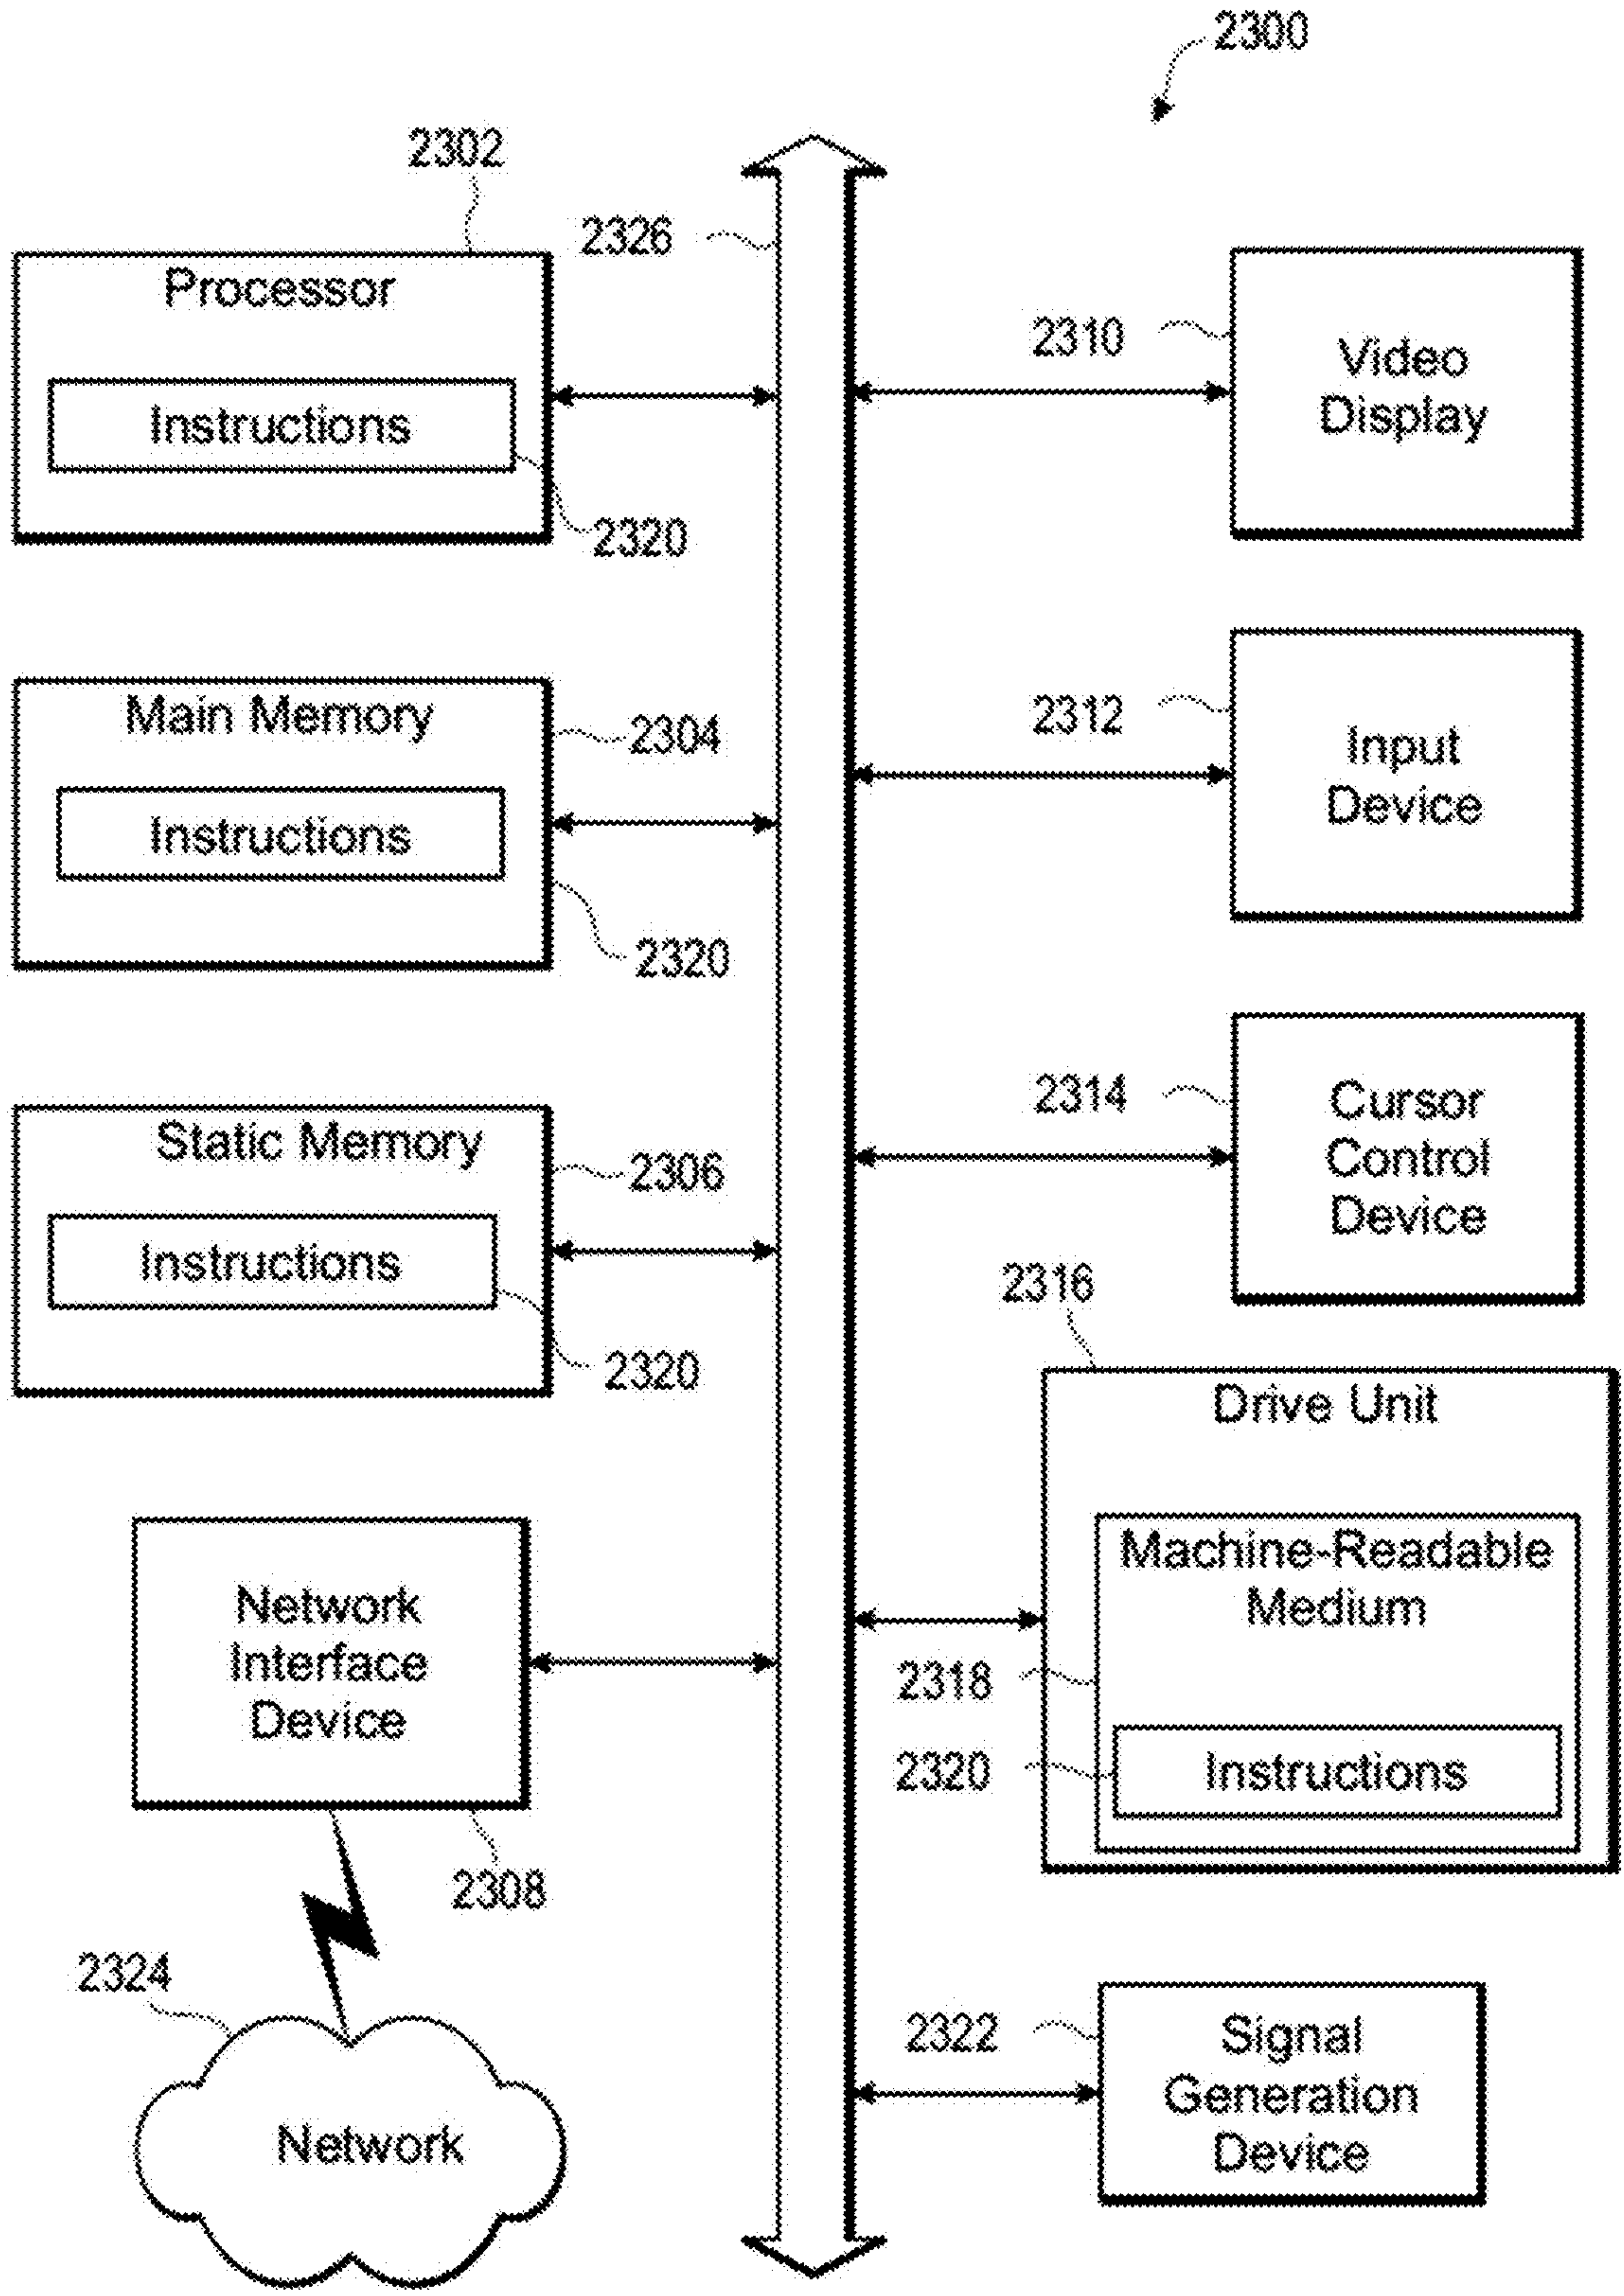 2300
2302
2326
Processor
Instructions
2320
2310
Video
Display
Main Memory
2304
Instructions
2320
2312
Input
Device
Static Memory
2306
Instructions
2320
2314
Cursor
Control
Device
2316
Drive Unit
Machine-Readable
Medium
2318
2320
Instructions
Network
Interface
Device
2308
2324
Network
2322
Signal
Generation
Device